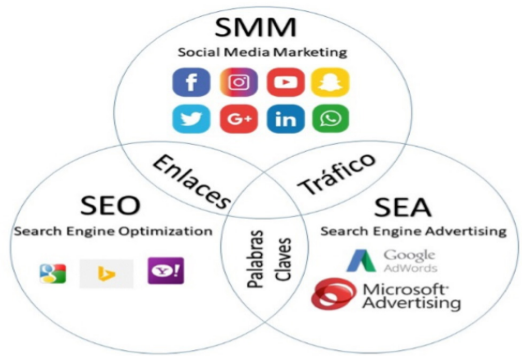 SMM
Social Media Marketing
f
G+
in
Enlaces
Tráfico
SEO
Search Engine Optimization
Y!
SEA
Search Engine Advertising
Palabras
Claves
Google
AdWords
Microsoft
Advertising